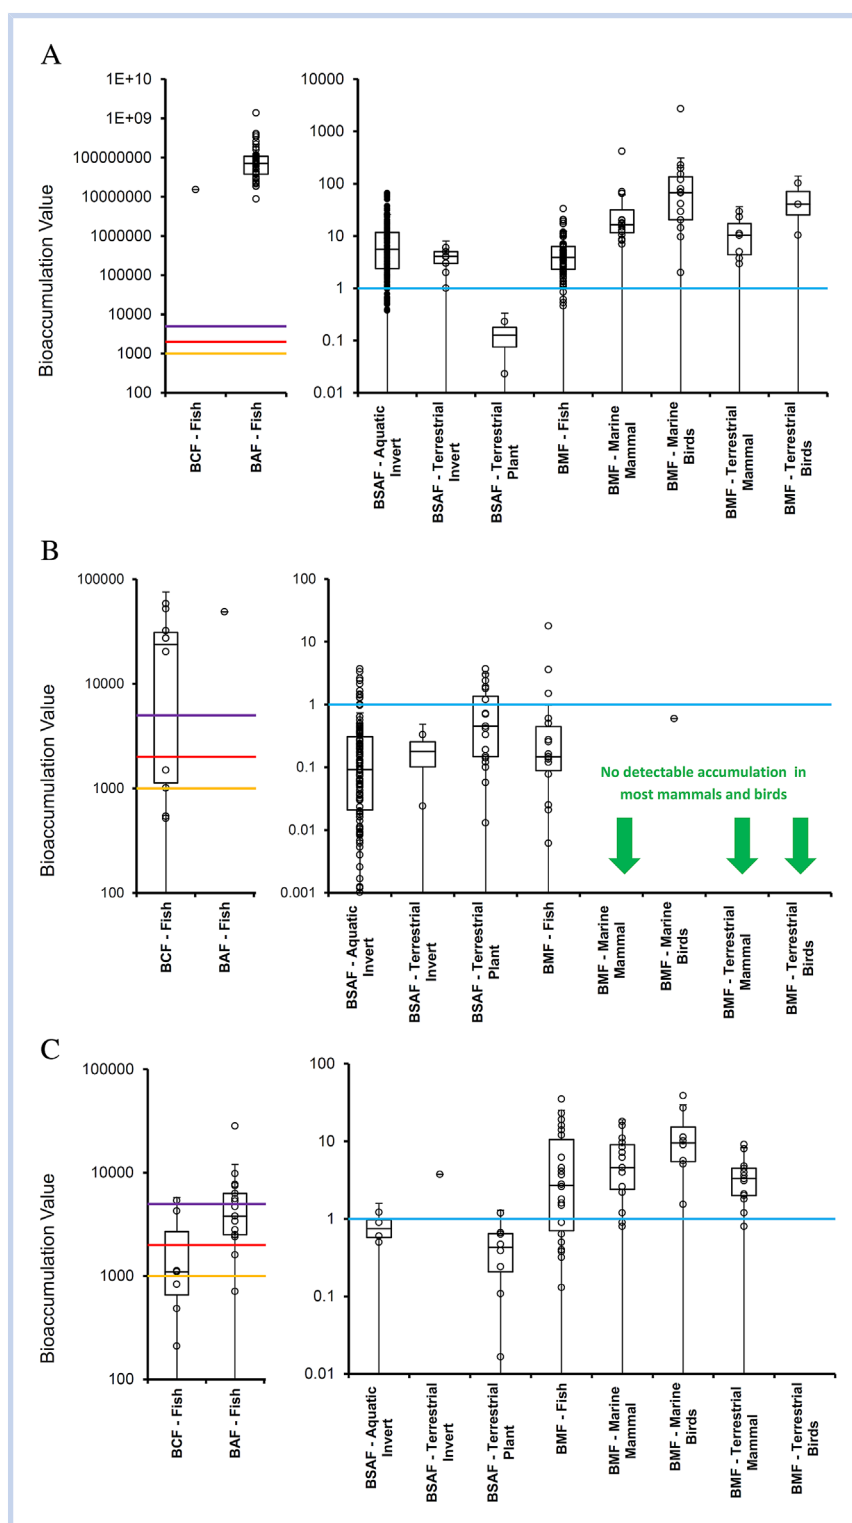 A
Bioaccumulation Value
1E+10
1E+09
100000000
10000000
1000000
100000
10000
1000
100
BCF - Fish
BAF - Fish
10000
1000
100
10
1
0.1
0.01
BSAF - Aquatic
Invert
BSAF - Terrestrial
Invert
BSAF - Terrestrial
Plant
BMF - Fish
BMF - Marine
Mammal
BMF - Marine
Birds
BMF - Terrestrial
Mammal
BMF - Terrestrial
Birds
B
Bioaccumulation Value
100000
10000
1000
100
BCF - Fish
BAF - Fish
100
10
1
0.1
0.01
0.001
No detectable accumulation in
most mammals and birds
BSAF - Aquatic
Invert
BSAF - Terrestrial
Invert
BSAF - Terrestrial
Plant
BMF - Fish
BMF - Marine
Mammal
BMF - Marine
Birds
BMF - Terrestrial
Mammal
BMF - Terrestrial
Birds
C
Bioaccumulation Value
100000
10000
1000
100
BCF - Fish
BAF - Fish
100
10
1
0.1
0.01
BSAF - Aquatic
Invert
BSAF - Terrestrial
Invert
BSAF - Terrestrial
Plant
BMF - Fish
BMF - Marine
Mammal
BMF - Marine
Birds
BMF - Terrestrial
Mammal
BMF - Terrestrial
Birds